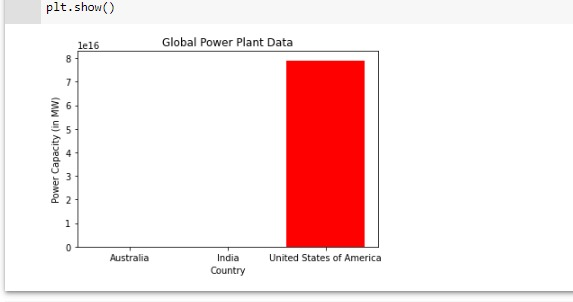 plt.show()
1e16
Global Power Plant Data
8
7
6
5
4
3
2
1
0
Power Capacity (in MW)
Australia India United States of America
Country